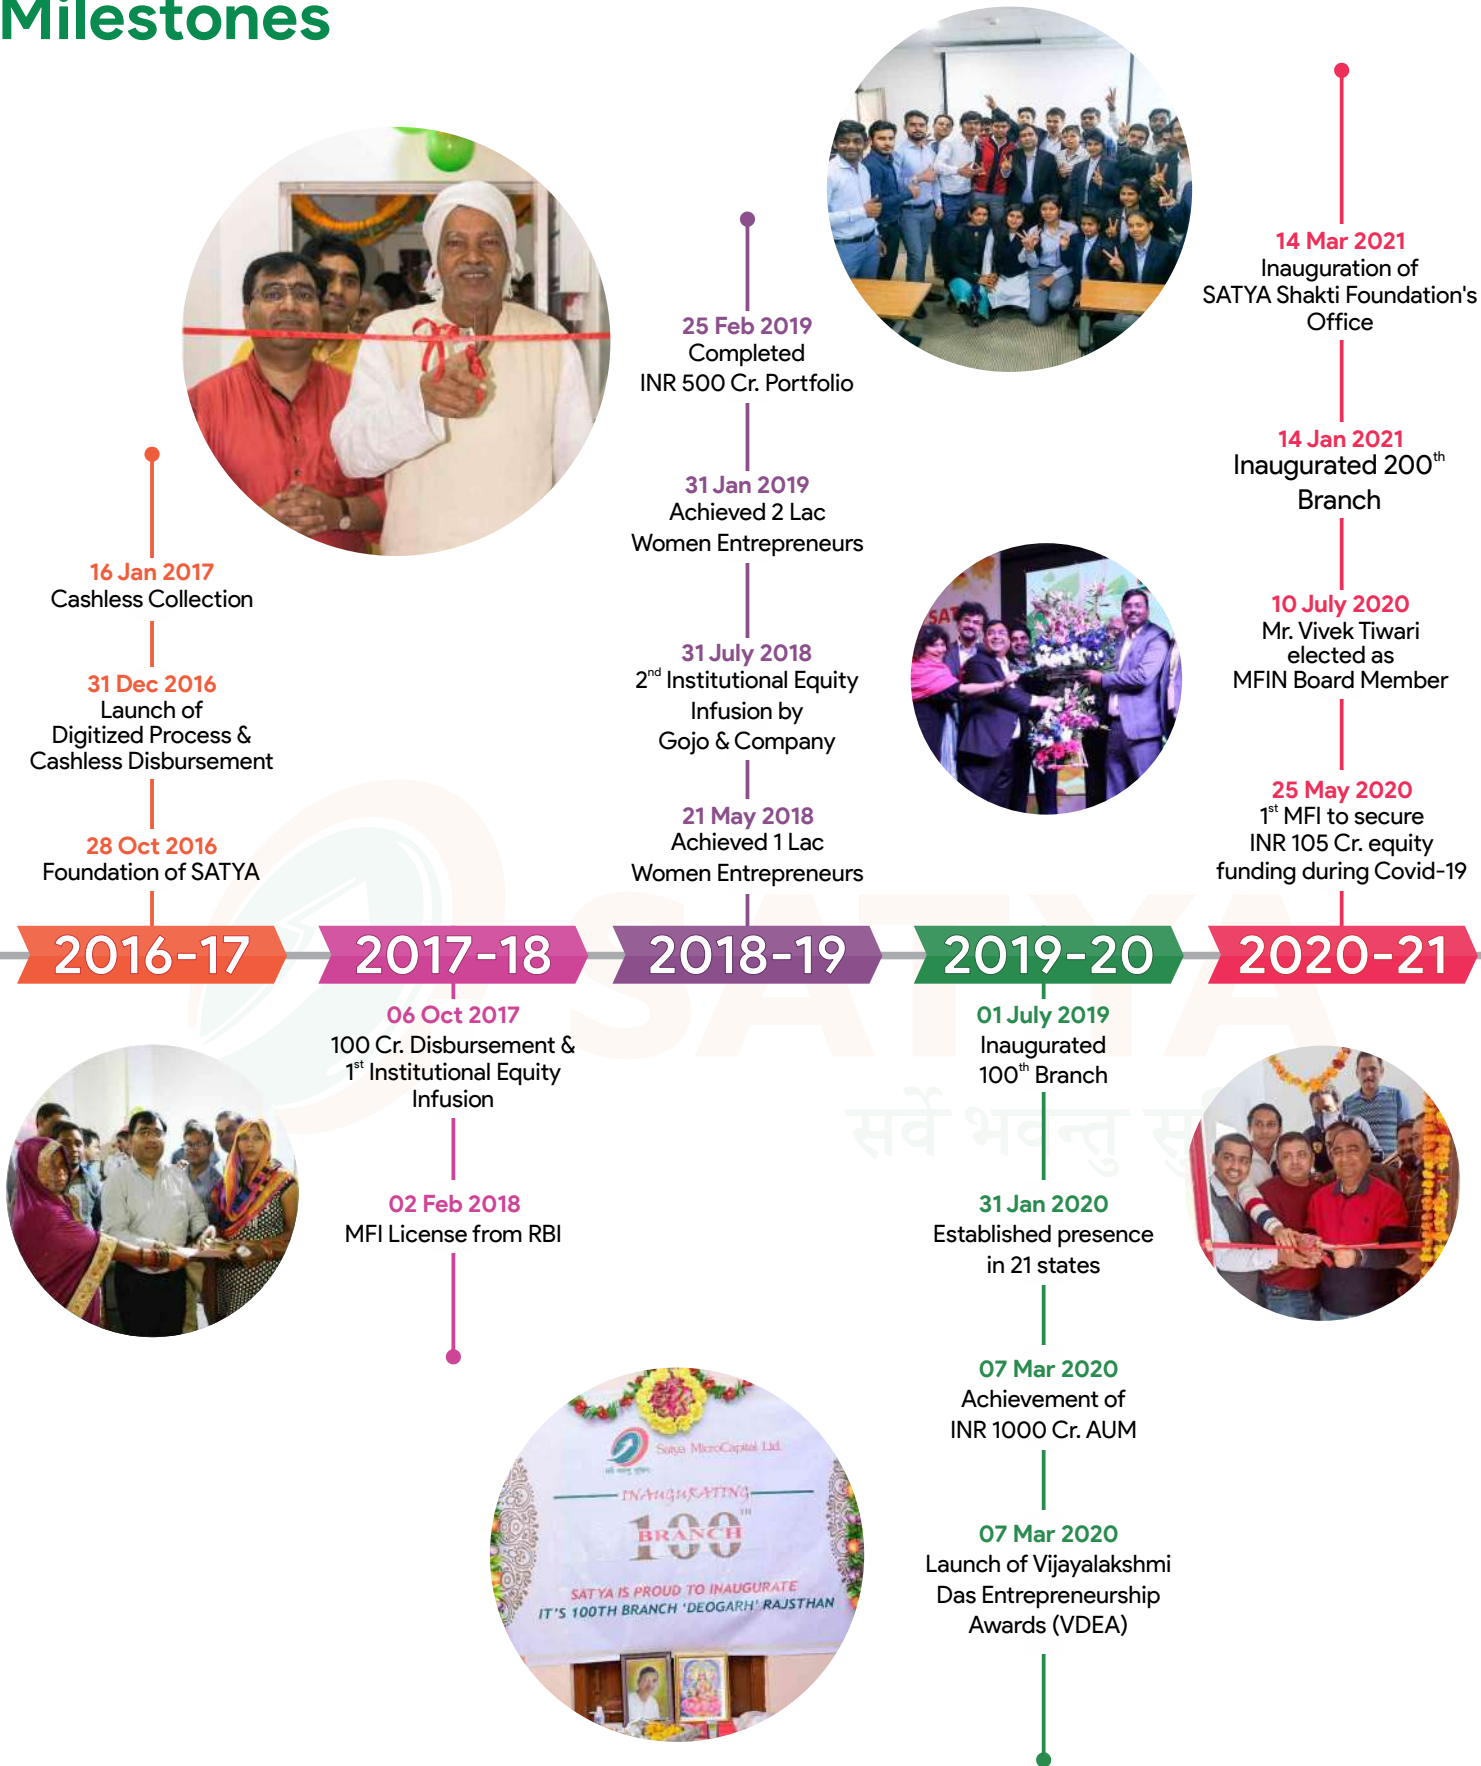 Milestones
16 Jan 2017
Cashless Collection
31 Dec 2016
Launch of
Digitized Process &
Cashless Disbursement
28 Oct 2016
Foundation of SATYA
2016-17
2017-18
06 Oct 2017
100 Cr. Disbursement &
1st Institutional Equity
Infusion
02 Feb 2018
MFI License from RBI
25 Feb 2019
Completed
INR 500 Cr. Portfolio
31 Jan 2019
Achieved 2 Lac
Women Entrepreneurs
31 July 2018
2nd Institutional Equity
Infusion by
Gojo & Company
21 May 2018
Achieved 1 Lac
Women Entrepreneurs
2018-19
2019-20
01 July 2019
Inaugurated
100th Branch
31 Jan 2020
Established presence
in 21 states
07 Mar 2020
Achievement of
INR 1000 Cr. AUM
07 Mar 2020
Launch of Vijayalakshmi
Das Entrepreneurship
Awards (VDEA)
14 Mar 2021
Inauguration of
SATYA Shakti Foundation's
Office
14 Jan 2021
Inaugurated 200th
Branch
10 July 2020
Mr. Vivek Tiwari
elected as
MFIN Board Member
25 May 2020
1st MFI to secure
INR 105 Cr. equity
funding during Covid-19
2020-21
SATYA
सर्वे भवन्तु
SAT
Satya MicroCapital Ltd.
INAUGURATING
100TH
BRANCH
SATYA IS PROUD TO INAUGURATE
IT'S 100TH BRANCH 'DEOGARH' RAJSTHAN